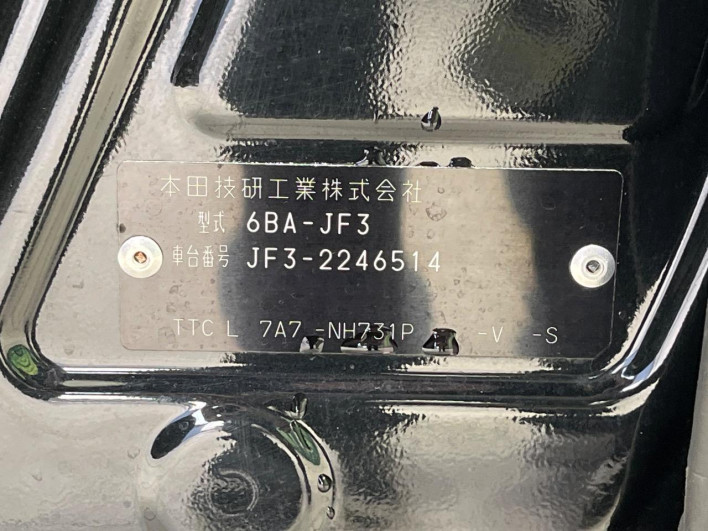 本田技研工業株式会社
型式 6BA-JF3
車台番号 JF3-2246514
TTC L 7A7 -NH731P -V -S